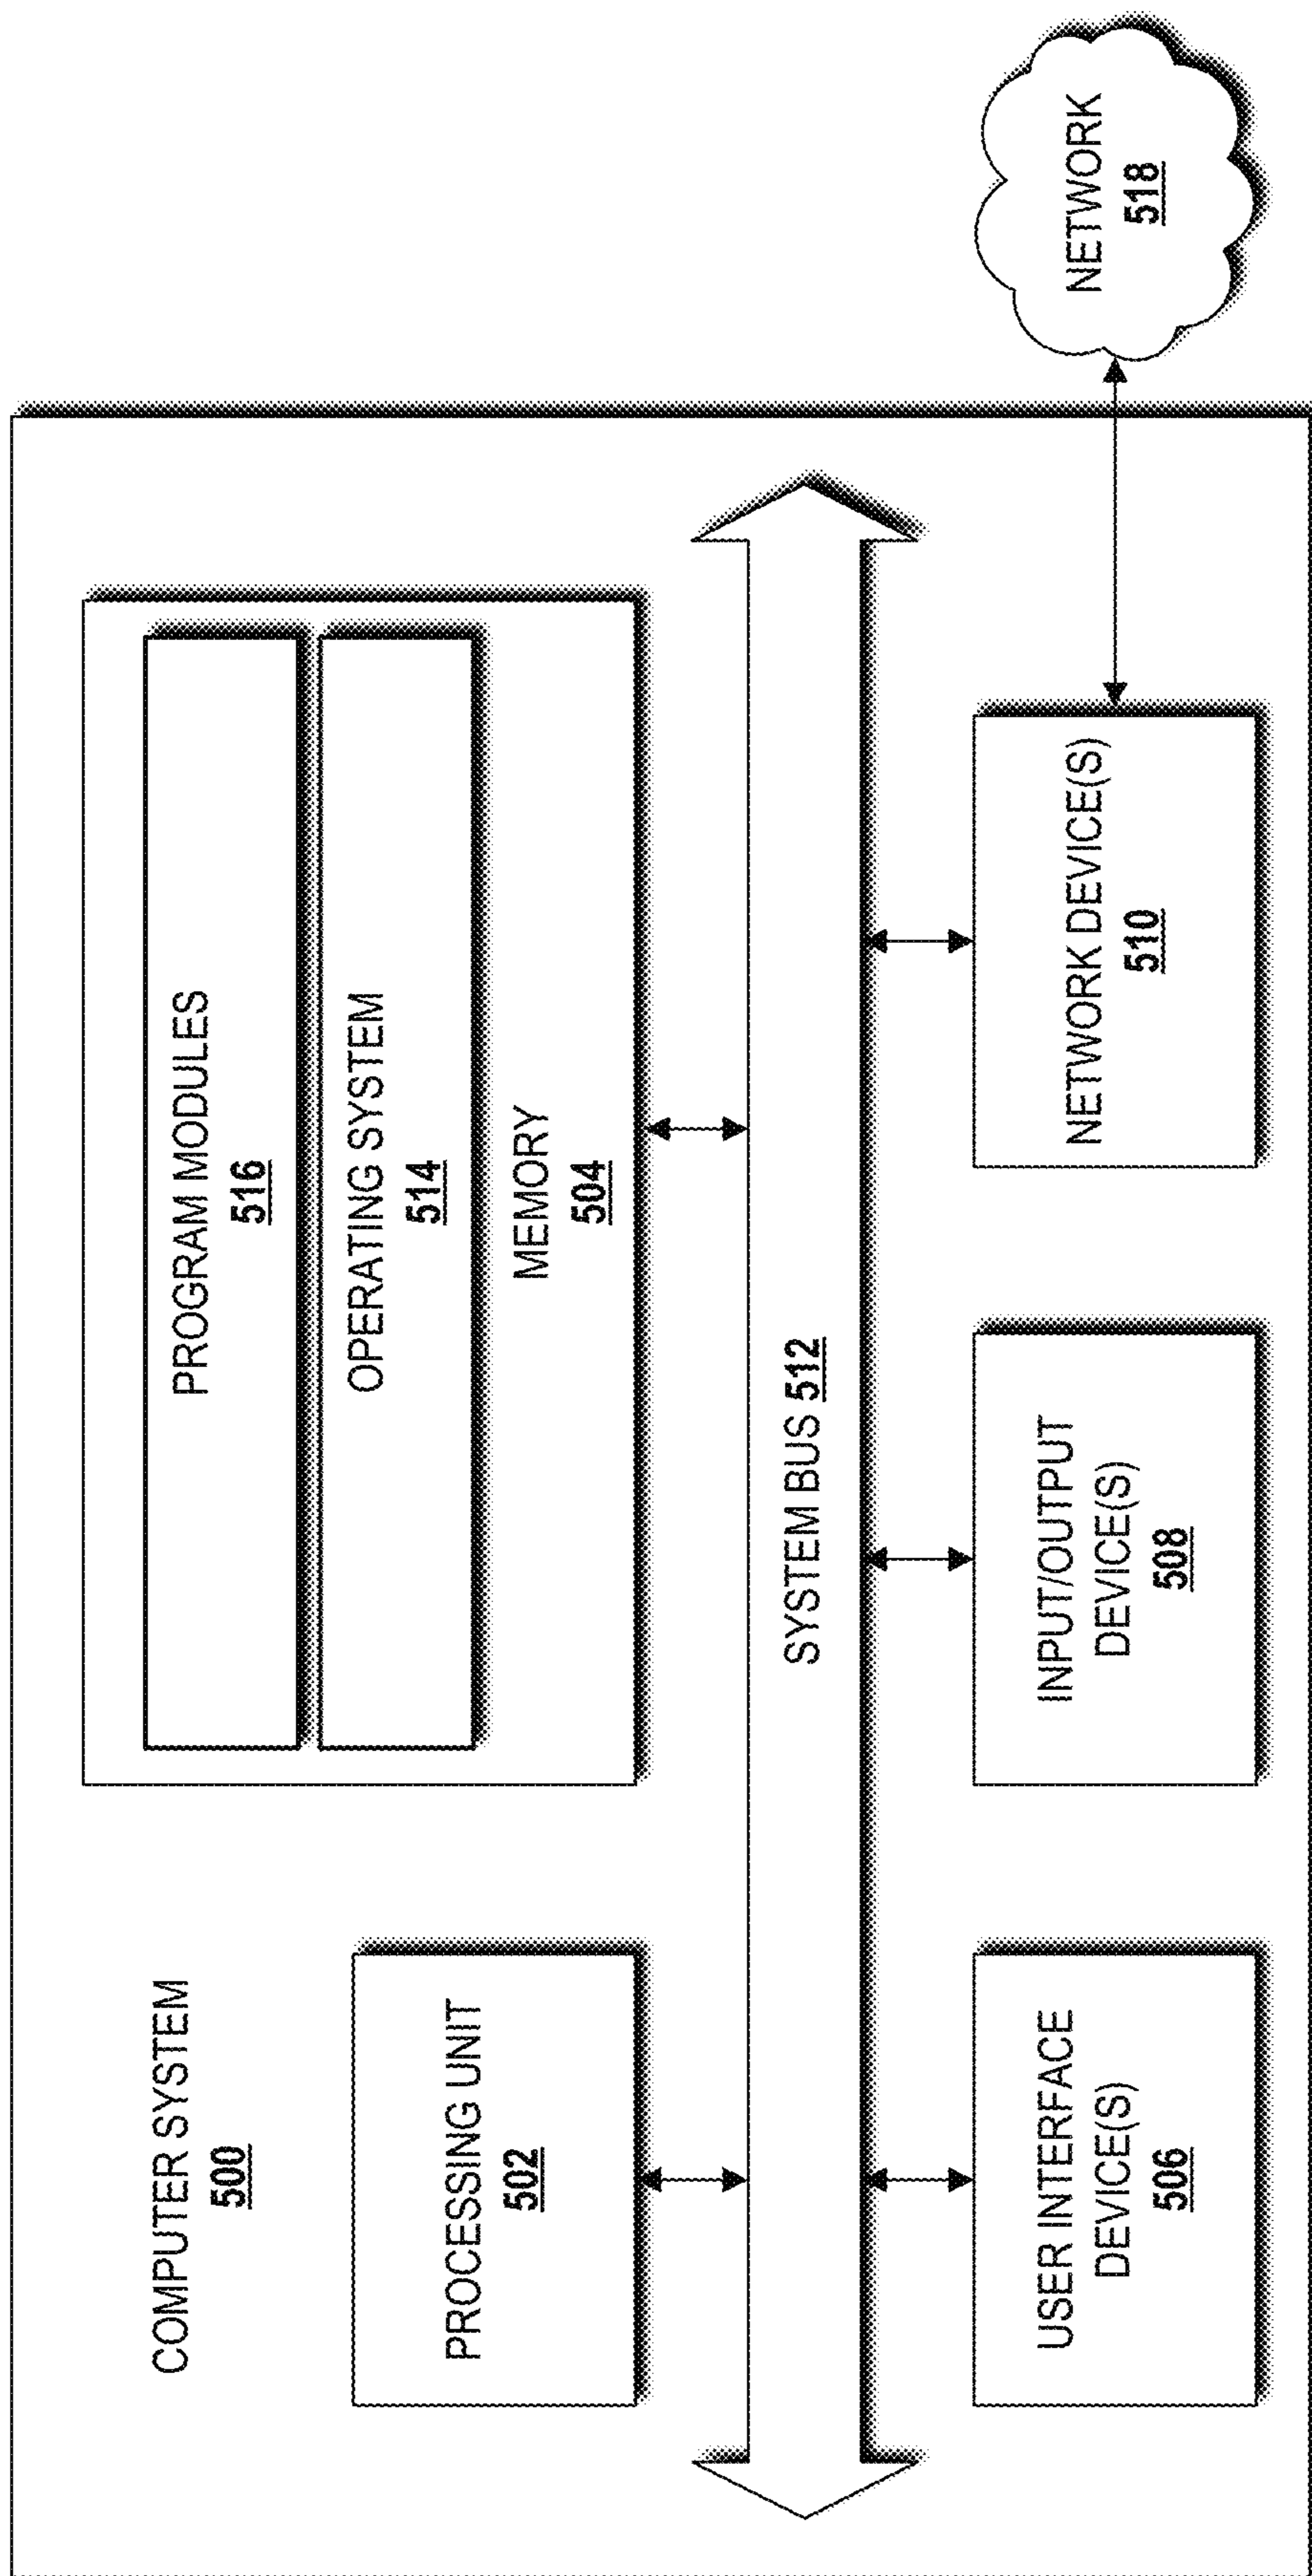 COMPUTER SYSTEM
500
PROCESSING UNIT
502
PROGRAM MODULES
516
OPERATING SYSTEM
514
MEMORY
504
SYSTEM BUS 512
USER INTERFACE
DEVICE(S)
506
INPUT/OUTPUT
DEVICE(S)
508
NETWORK DEVICE(S)
510
NETWORK
518